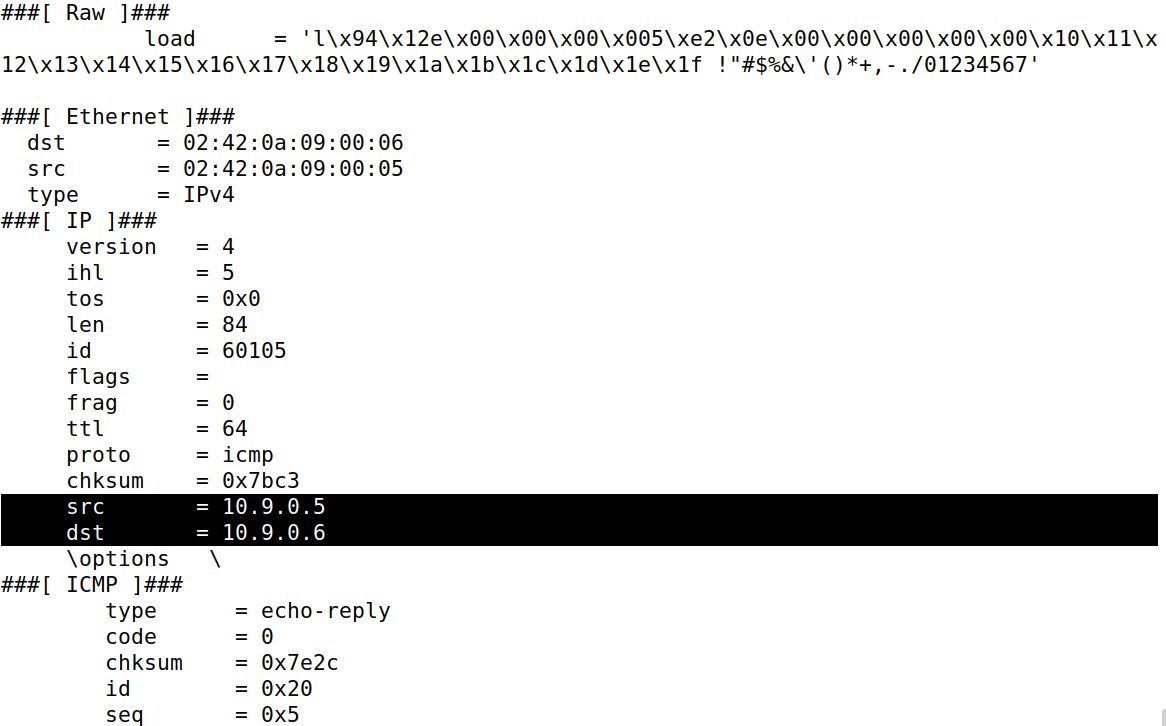 ###[ Raw ]###
           load      = 'l\x94\x12e\x00\x00\x00\x005\xe2\x0e\x00\x00\x00\x00\x00\x10\x11\x
12\x13\x14\x15\x16\x17\x18\x19\x1a\x1b\x1c\x1d\x1e\x1f !"#$%&\'()*+,-./01234567'

###[ Ethernet ]###
  dst       = 02:42:0a:09:00:06
  src       = 02:42:0a:09:00:05
  type      = IPv4
###[ IP ]###
     version   = 4
     ihl       = 5
     tos       = 0x0
     len       = 84
     id        = 60105
     flags     =
     frag      = 0
     ttl       = 64
     proto     = icmp
     chksum    = 0x7bc3
     src       = 10.9.0.5
     dst       = 10.9.0.6
     \options   \
###[ ICMP ]###
        type      = echo-reply
        code      = 0
        chksum    = 0x7e2c
        id        = 0x20
        seq       = 0x5